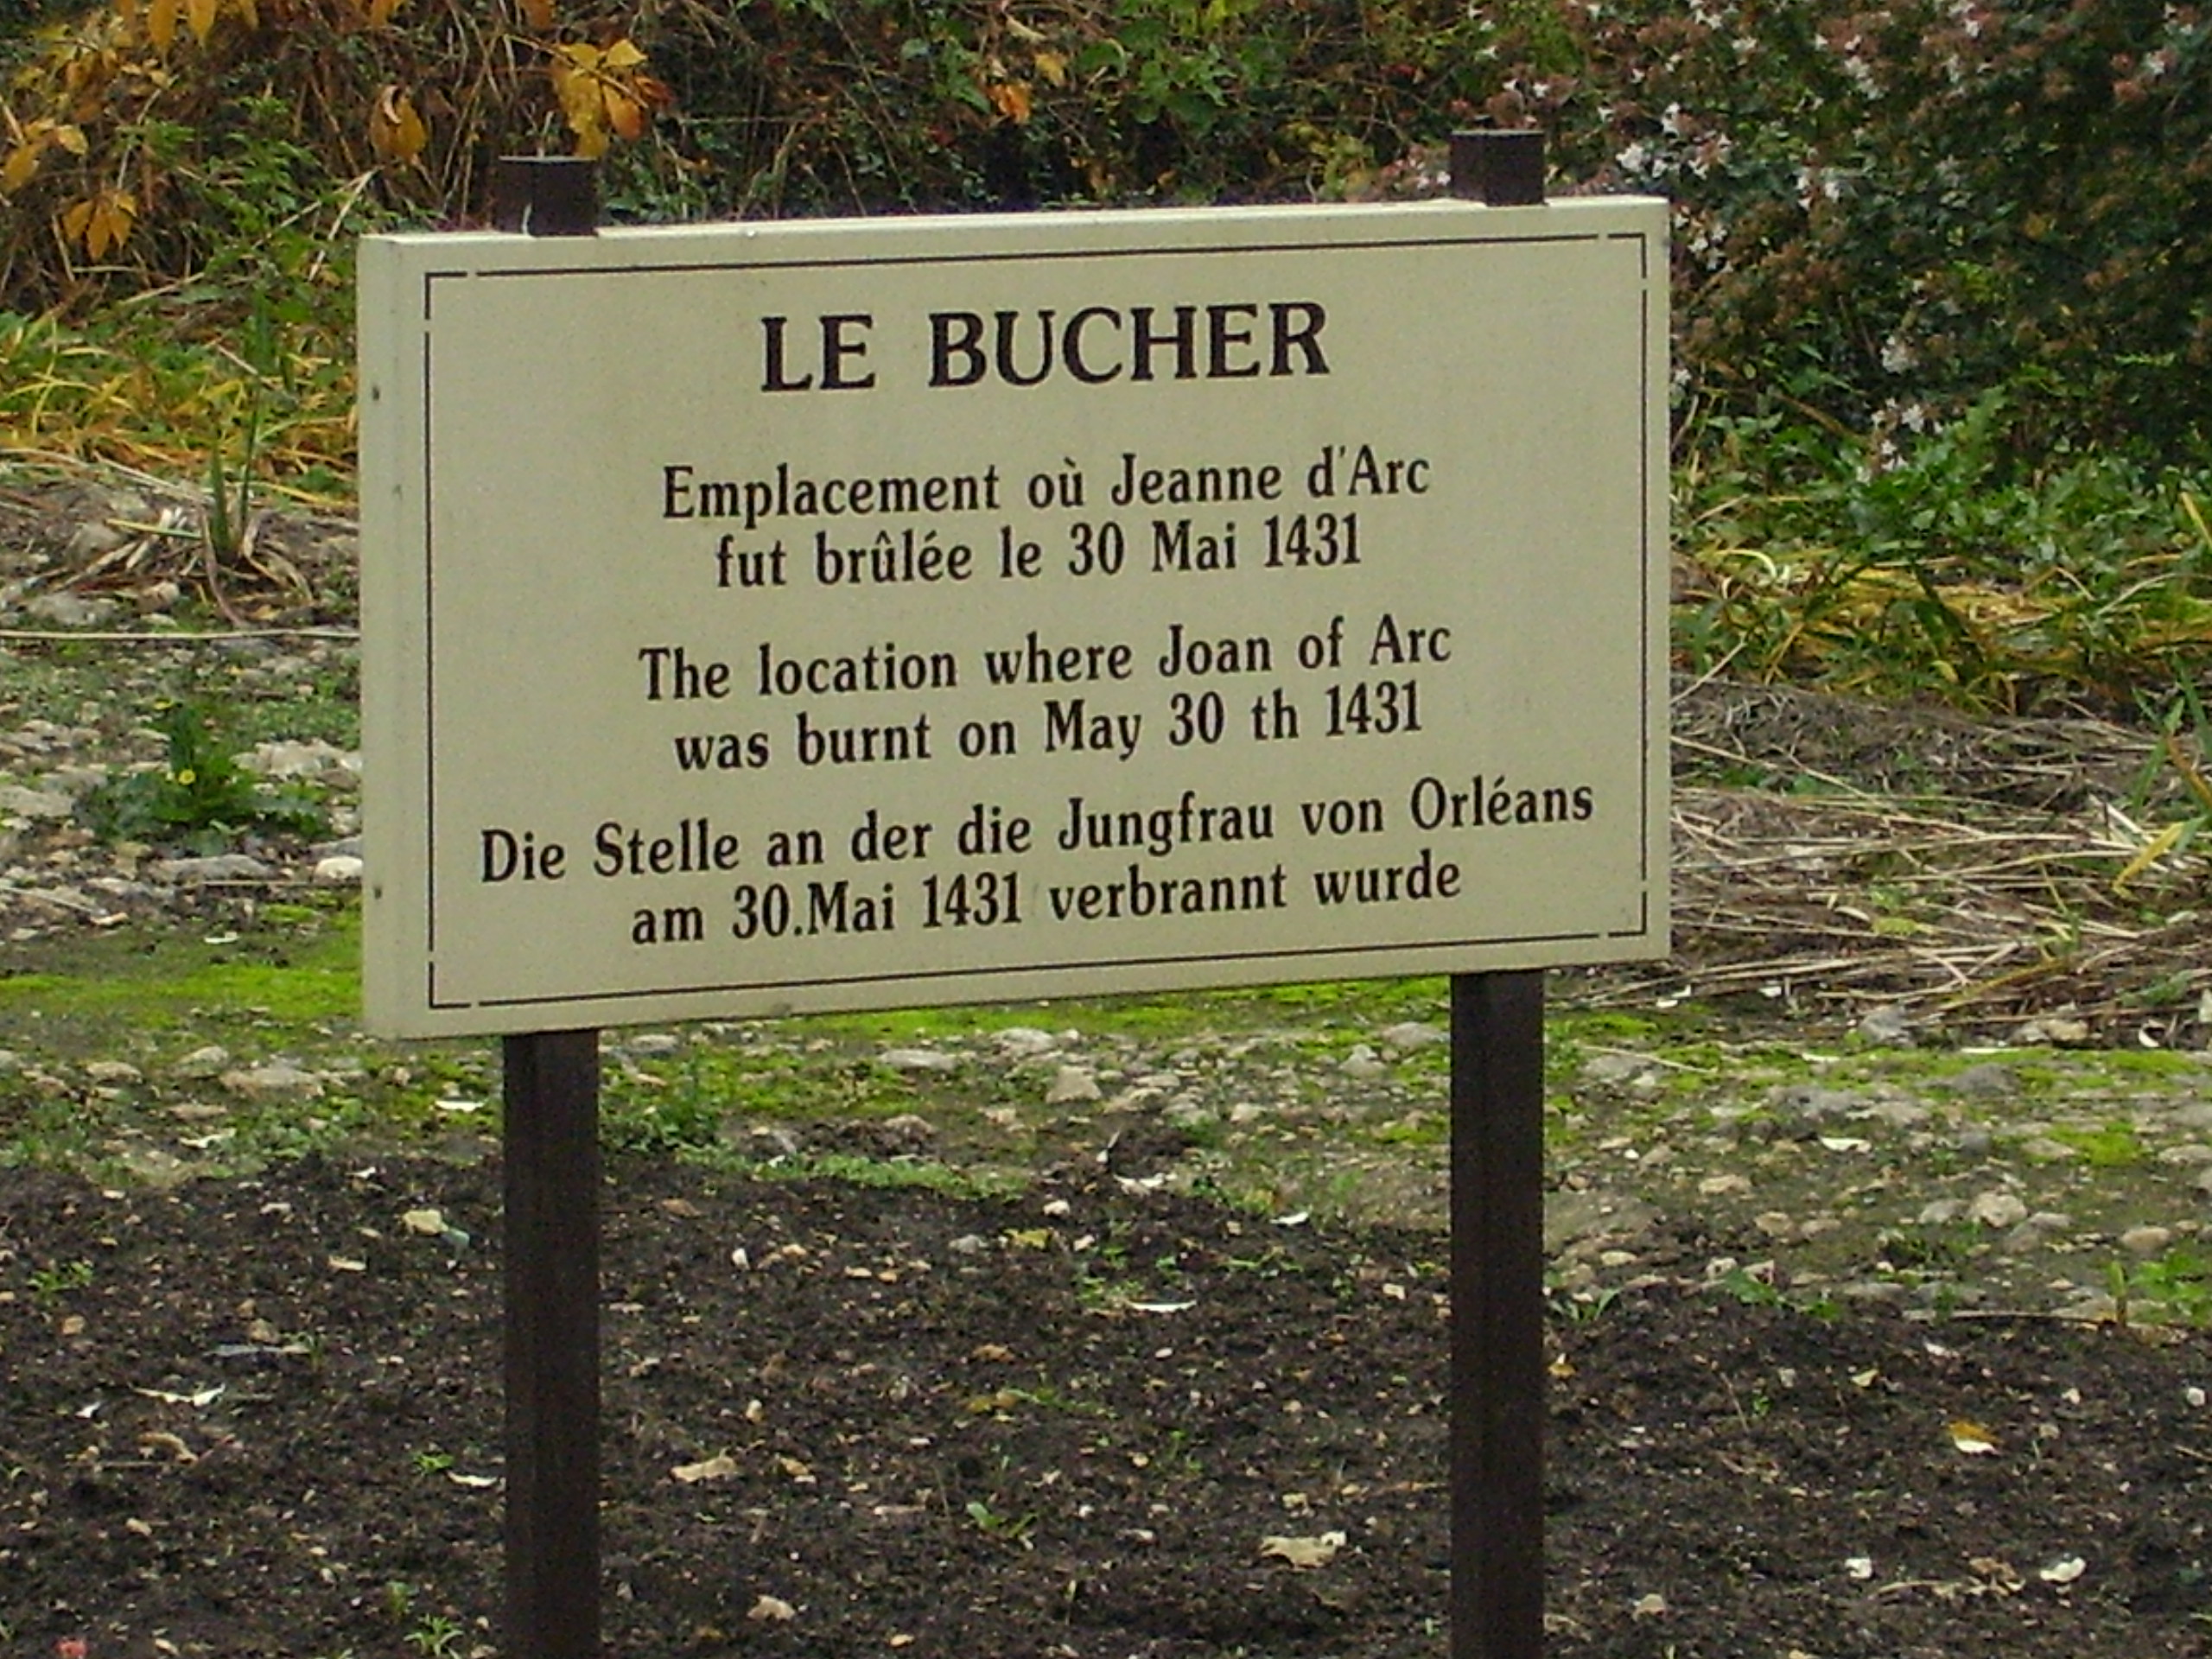 LE BUCHER
Emplacement où Jeanne d'Arc
fut brûlée le 30 Mai 1431
The location where Joan of Arc
was burnt on May 30 th 1431
Die Stelle an der die Jungfrau von Orléans
am 30.Mai 1431 verbrannt wurde